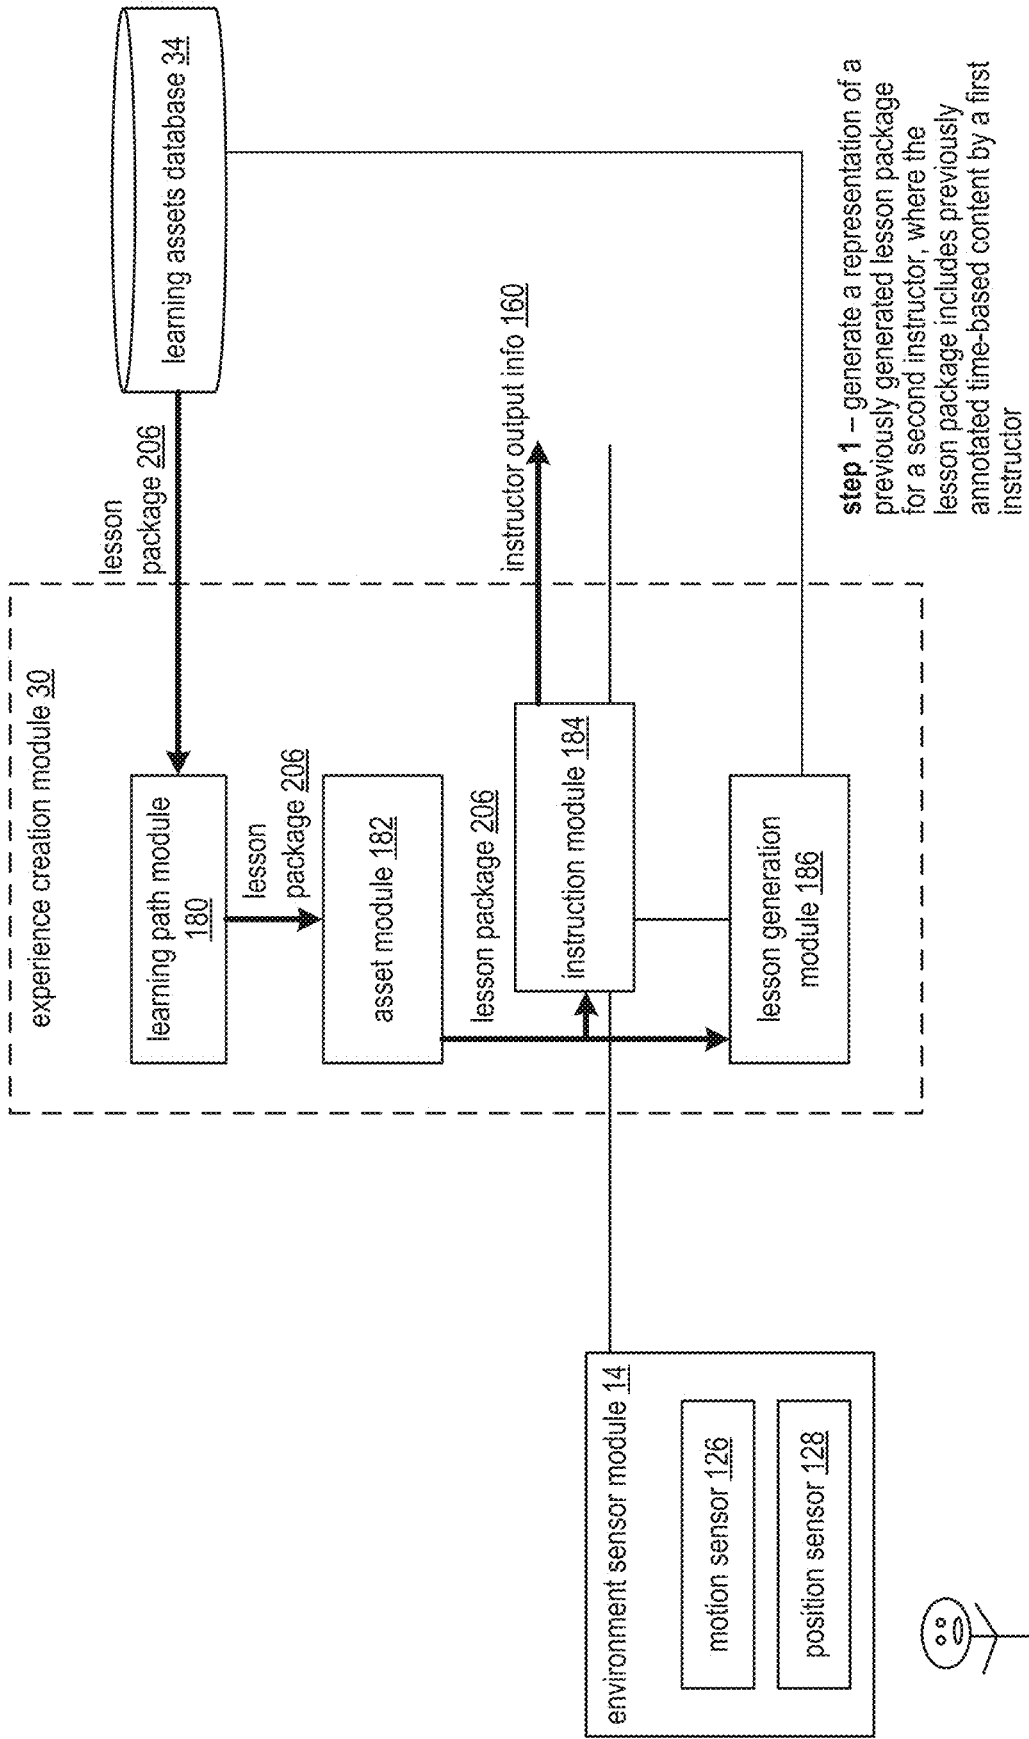 experience creation module 30
lesson
package 206
learning assets database 34
learning path module
180
lesson
package 206
asset module 182
lesson package 206
instructor output info 160
instruction module 184
lesson generation
module 186
environment sensor module 14
motion sensor 126
position sensor 128
step 1 – generate a representation of a
previously generated lesson package
for a second instructor, where the
lesson package includes previously
annotated time-based content by a first
instructor